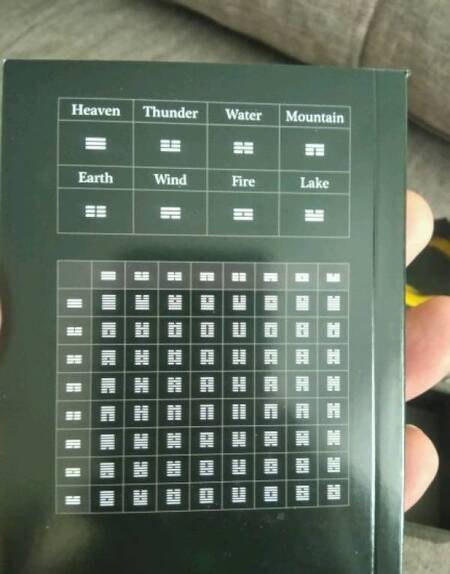 Heaven Thunder Water Mountain
Earth Wind Fire Lake